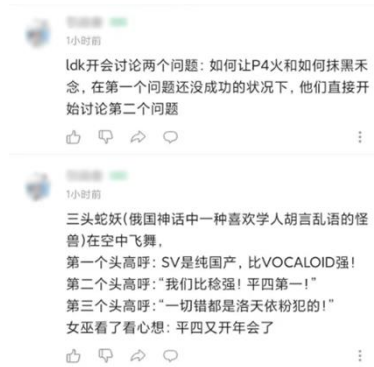 1小时前
ldk开会讨论两个问题：如何让P4火和如何抹黑禾
念，在第一个问题还没成功的状况下，他们直接开
始讨论第二个问题
1小时前
三头蛇妖(俄国神话中一种喜欢学人胡言乱语的怪
兽)在空中飞舞，
第一个头高呼：SV是纯国产，比VOCALOID强！
第二个头高呼：“我们比稔强！平四第一！”
第三个头高呼：“一切错都是洛天依粉犯的！”
女巫看了看心想：平四又开年会了